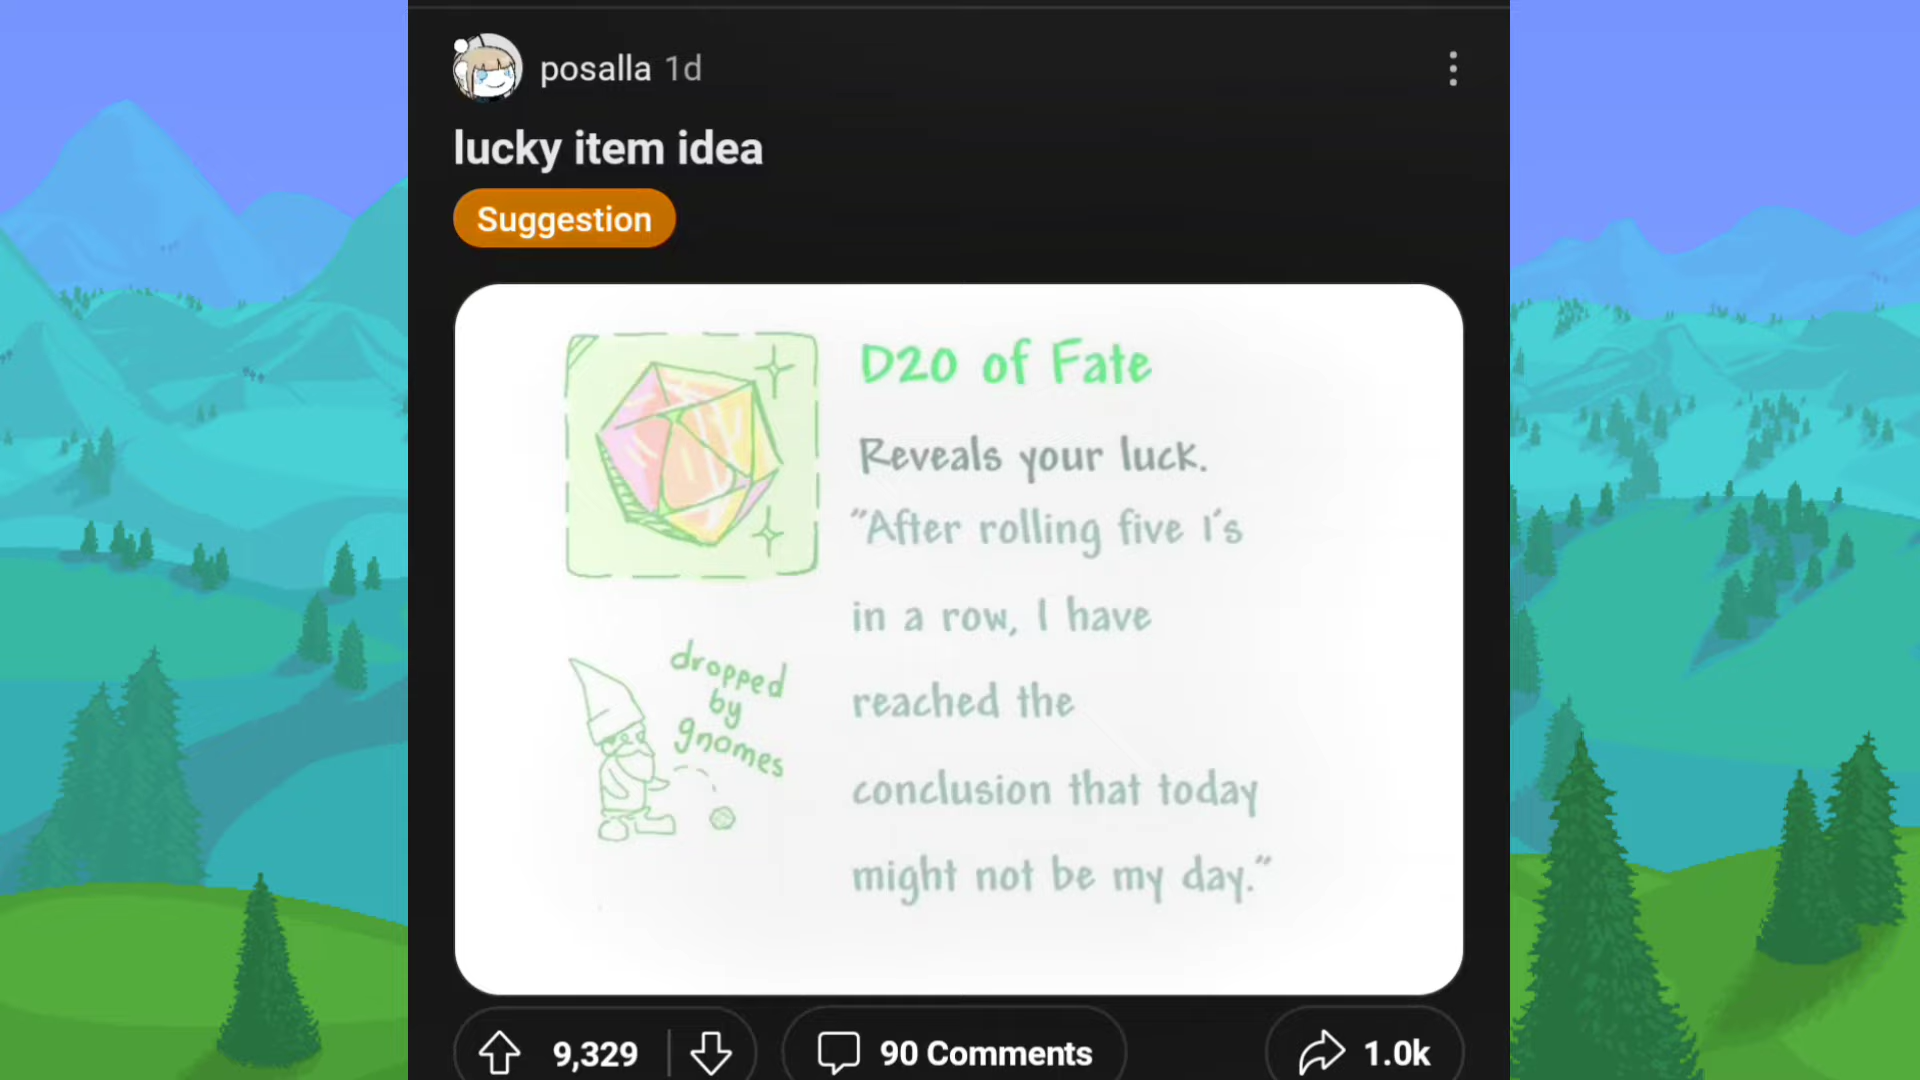 posalla 1d
lucky item idea
Suggestion
D20 of Fate
Reveals your luck.
"After rolling five 1's
in a row, I have
reached the
conclusion that today
might not be my day."
dropped
by
gnomes
9,329
90 Comments
1.0k